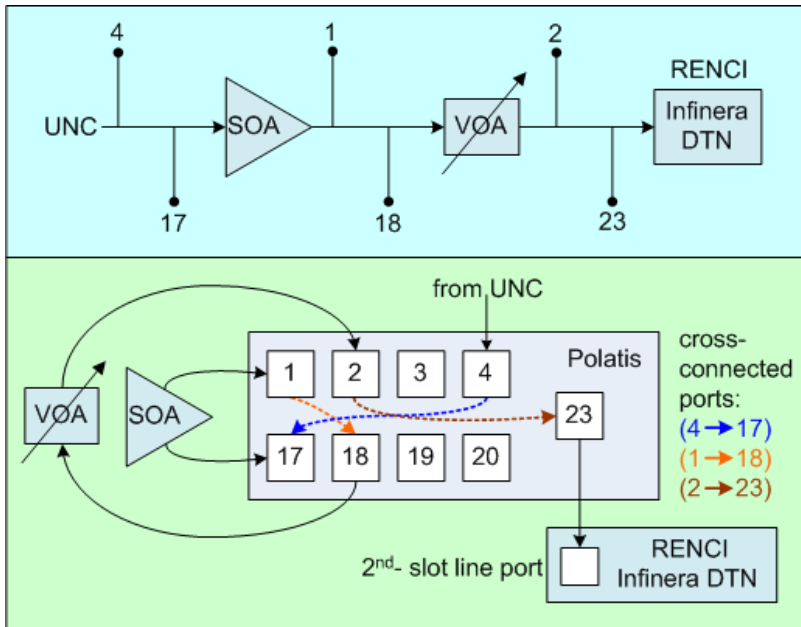 4
1
2
RENCI
UNC
SOA
VOA
Infinera
DTN
17
18
23
from UNC
Polatis
cross-
connected
ports:
(4→17)
(1→18)
(2→23)
1
2
3
4
23
VOA
SOA
17
18
19
20
2nd- slot line port
RENCI
Infinera DTN